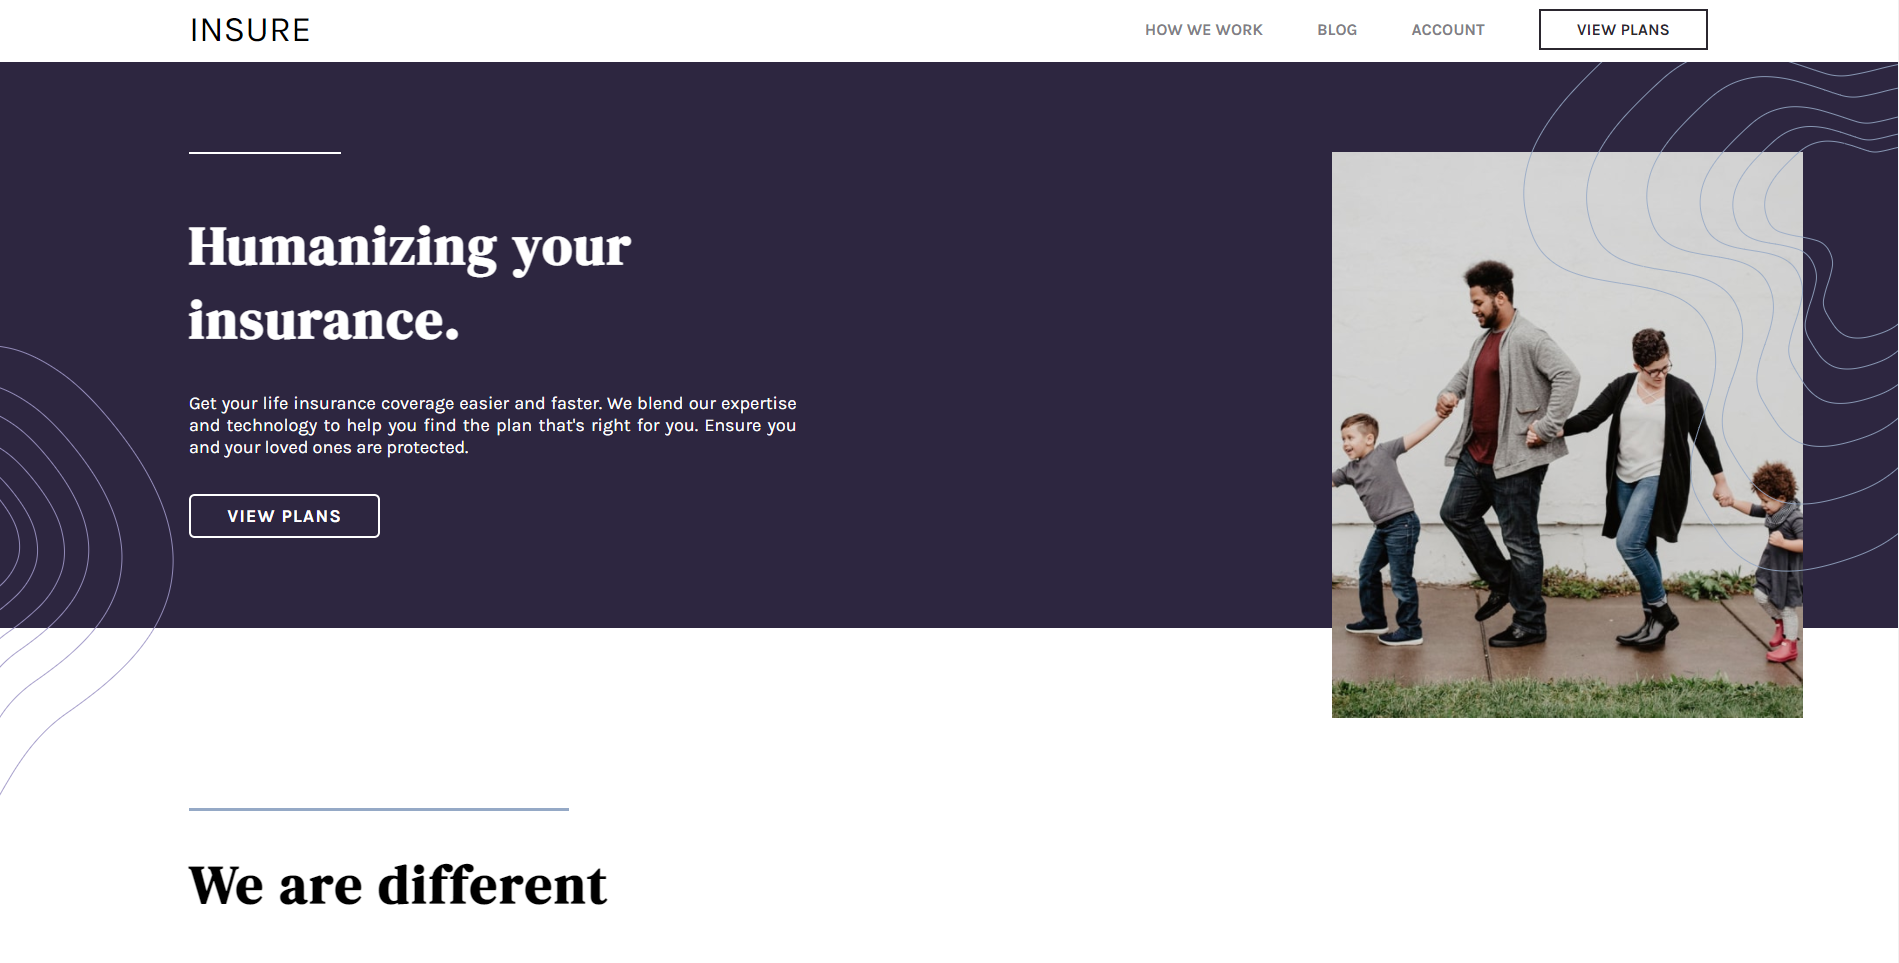 INSURE
HOW WE WORK
BLOG
ACCOUNT
VIEW PLANS
Humanizing your
insurance.
Get your life insurance coverage easier and faster. We blend our expertise
and technology to help you find the plan that's right for you. Ensure you
and your loved ones are protected.
VIEW PLANS
We are different